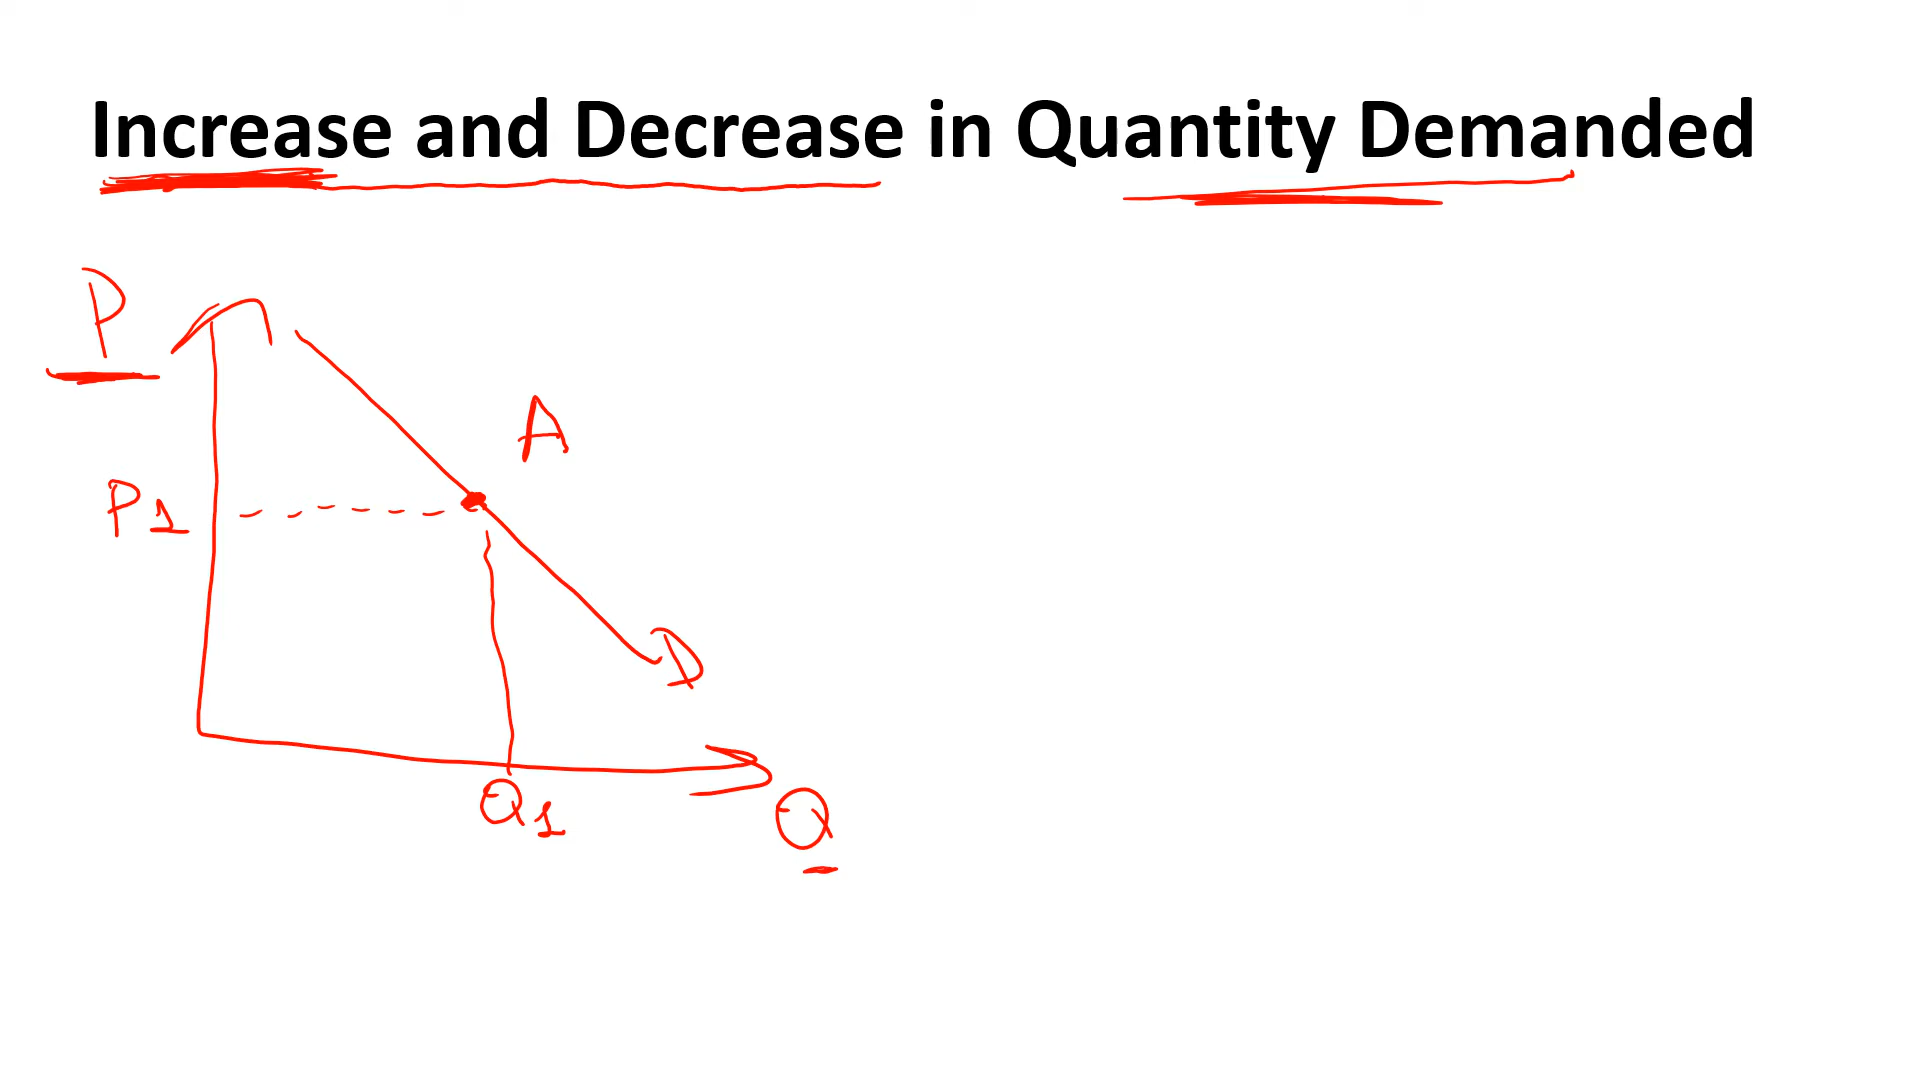 Increase and Decrease in Quantity Demanded
P
A
P1
D
Q1
Q